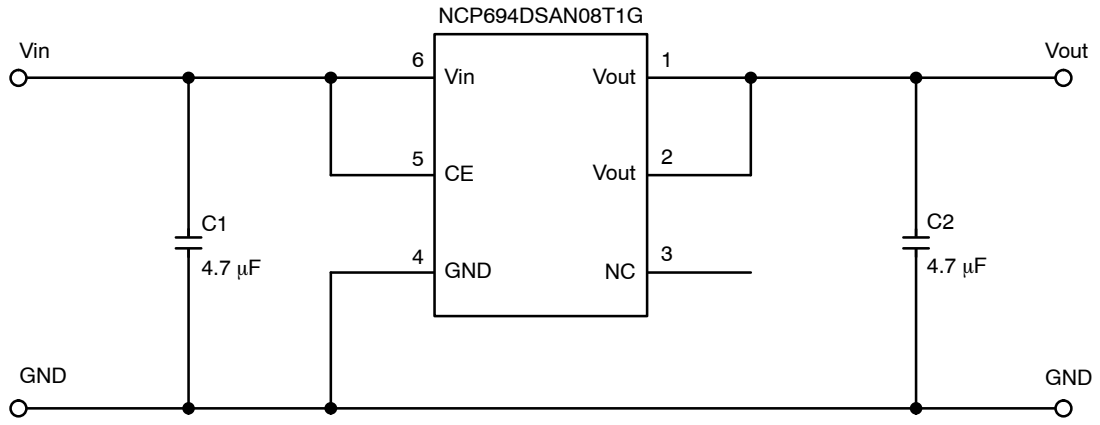 NCP694DSAN08T1G
Vin
Vout
6
Vin
Vout
1
5
CE
Vout
2
C1
4.7 μF
C2
4.7 μF
4
GND
NC
3
GND
GND